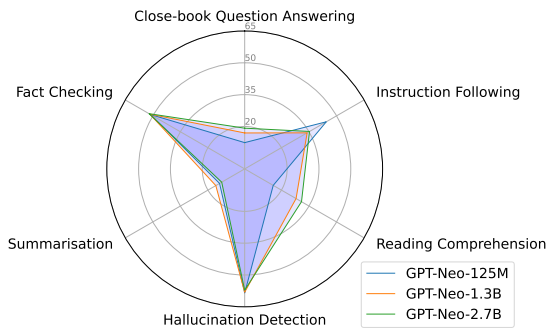 Close-book Question Answering
65
50
35
20
Fact Checking
Instruction Following
Summarisation
Reading Comprehension
Hallucination Detection
GPT-Neo-125M
GPT-Neo-1.3B
GPT-Neo-2.7B